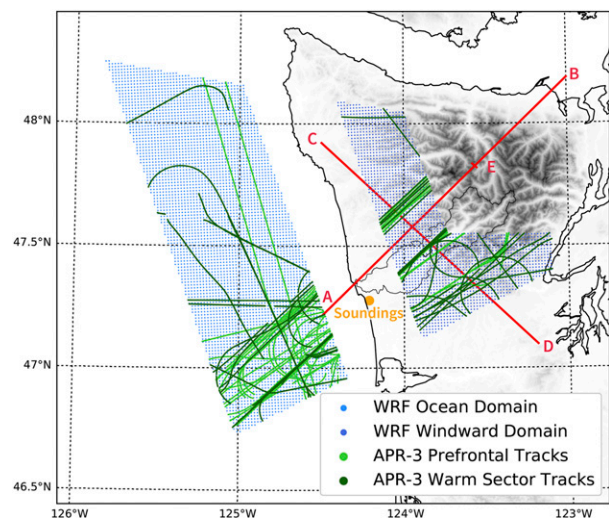 B
48°N
C
E
47.5°N
A
Soundings
47°N
D
WRF Ocean Domain
WRF Windward Domain
APR-3 Prefrontal Tracks
APR-3 Warm Sector Tracks
46.5°N
126°W
125°W
124°W
123°W